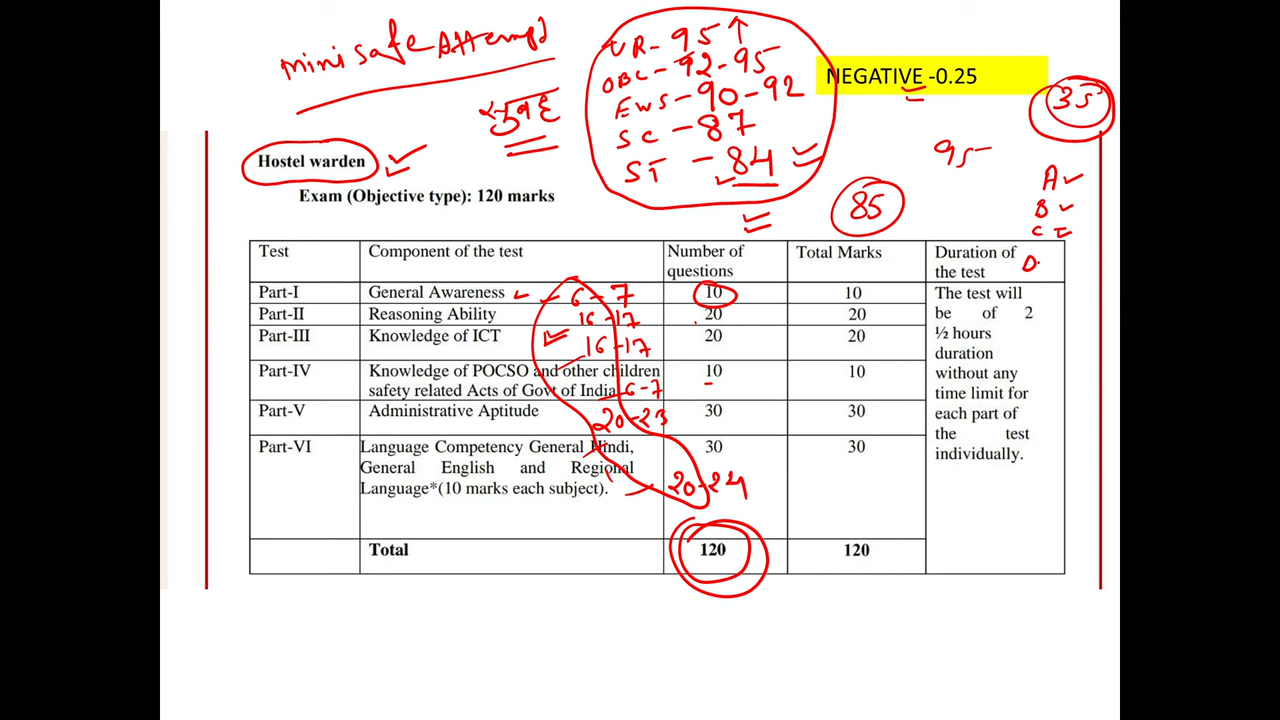 mini safe Attempt
UR - 95 ↑
OBC - 92-95
EWS - 90-92
SC - 87
ST - 84
NEGATIVE -0.25
35
95
85
A
B
C
D
Hostel warden
Exam (Objective type): 120 marks
Test Component of the test Number of questions Total Marks Duration of the test
Part-I General Awareness 6-7 10 10 The test will
Part-II Reasoning Ability 16-17 20 20 be of 2
Part-III Knowledge of ICT 16-17 20 20 ½ hours
duration
Part-IV Knowledge of POCSO and other children 10 10 without any
safety related Acts of Govt of India 6-7 time limit for
Part-V Administrative Aptitude 20-23 30 30 each part of
Part-VI Language Competency General Hindi, 30 30 the test
General English and Regional individually.
Language*(10 marks each subject). 20-24
Total 120 120